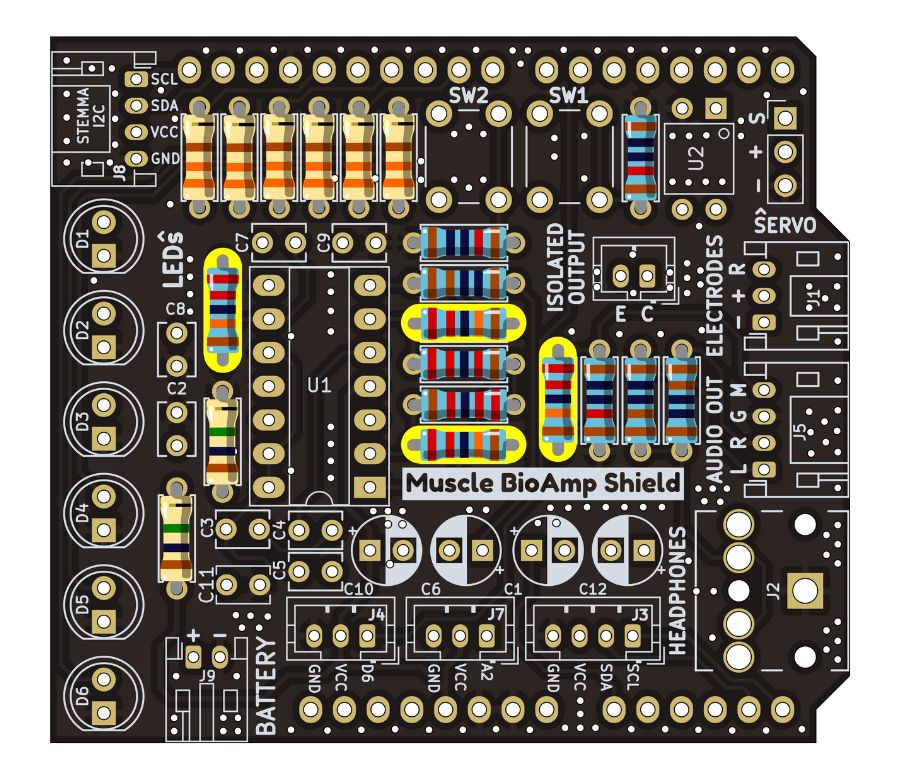 SCL
SDA
VCC
GND
STEMMA
I2C
J8
SW2
SW1
U2
S
+
−
SERVO
D1
LEDs
C7
C9
ISOLATED
OUTPUT
E C
ELECTRODES
R
+
−
J1
D2
C8
U1
C2
D3
AUDIO OUT
L R G M
J5
Muscle BioAmp Shield
D4
C3
C4
+
+
+
+
C5
C11
C10
C6
C1
C12
HEADPHONES
J2
D5
J4
J7
J3
+ −
J9
BATTERY
GND
VCC
D6
GND
VCC
A2
GND
VCC
SDA
SCL
D6